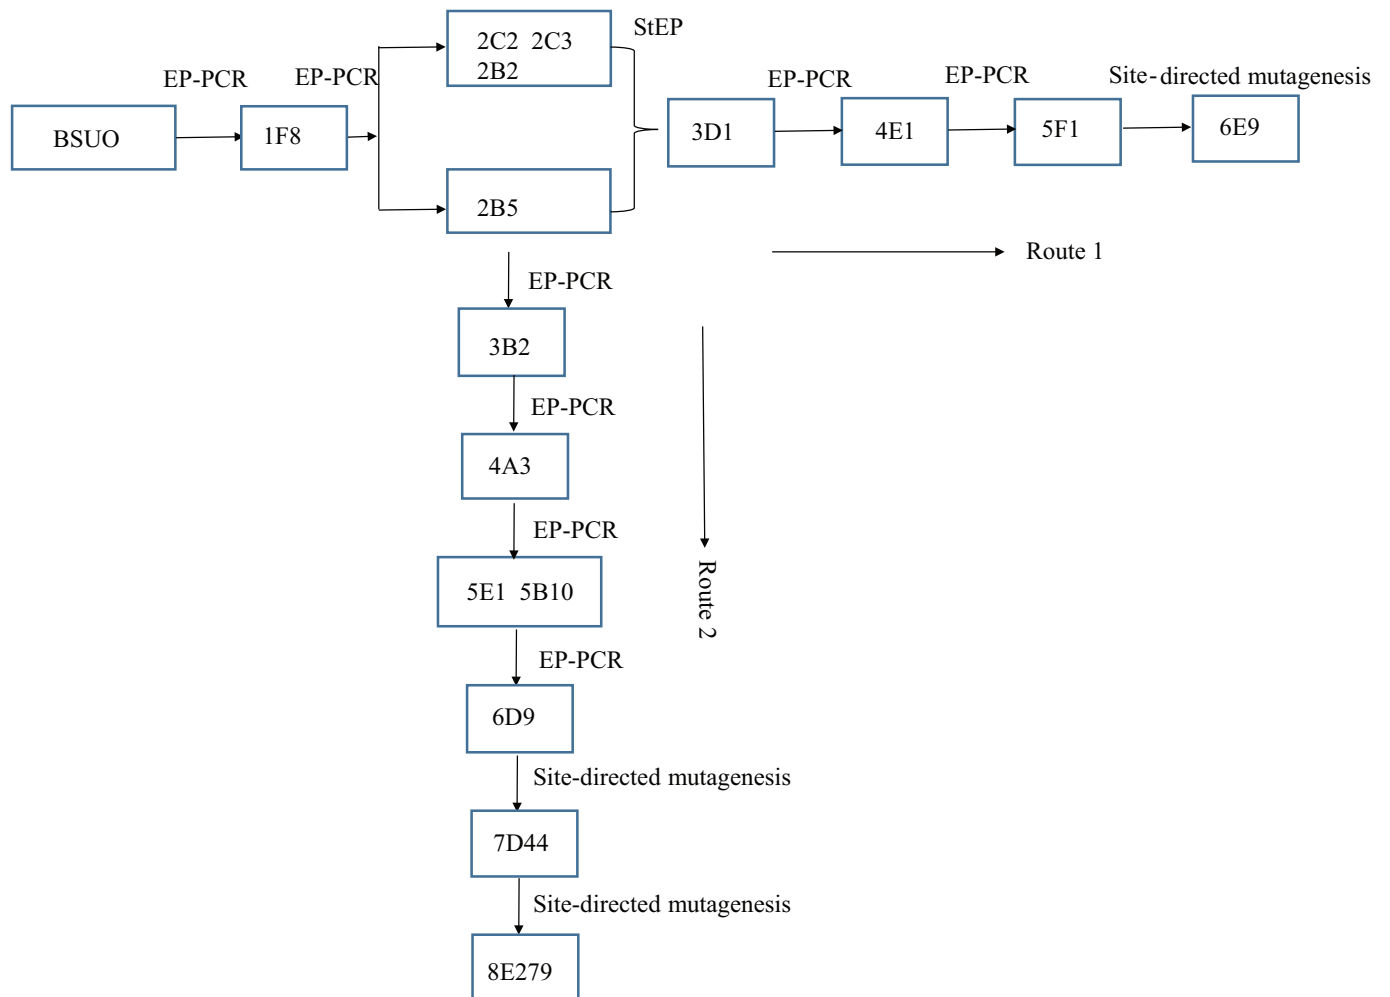 StEP
2C2 2C3
2B2
EP-PCR
EP-PCR
EP-PCR
EP-PCR
Site-directed mutagenesis
BSUO
1F8
3D1
4E1
5F1
6E9
2B5
Route 1
EP-PCR
3B2
EP-PCR
4A3
EP-PCR
5E1 5B10
Route 2
EP-PCR
6D9
Site-directed mutagenesis
7D44
Site-directed mutagenesis
8E279